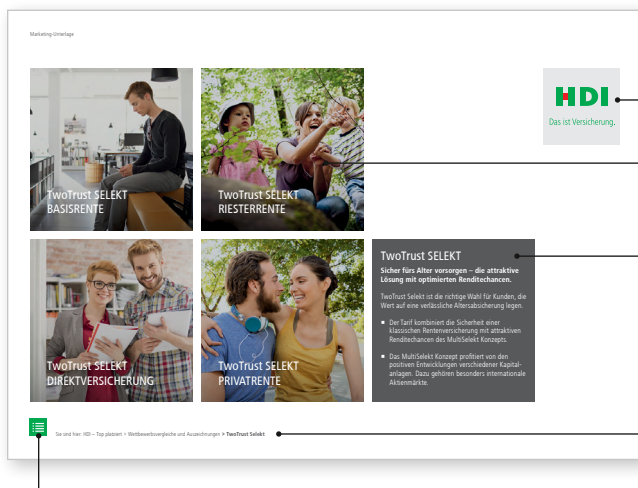 Marketing-Unterlage
HDI
Das ist Versicherung.
TwoTrust SELEKT
BASISRENTE
TwoTrust SELEKT
RIESTERRENTE
TwoTrust SELEKT
DIREKTVERSICHERUNG
TwoTrust SELEKT
PRIVATRENTE
TwoTrust SELEKT
Sicher fürs Alter vorsorgen – die attraktive
Lösung mit optimierten Renditechancen.
TwoTrust Selekt ist die richtige Wahl für Kunden, die
Wert auf eine verlässliche Altersabsicherung legen.
■ Der Tarif kombiniert die Sicherheit einer
klassischen Rentenversicherung mit attraktiven
Renditechancen des MultiSelekt Konzepts.
■ Das MultiSelekt Konzept profitiert von den
positiven Entwicklungen verschiedener Kapital-
anlagen. Dazu gehören besonders internationale
Aktienmärkte.
Sie sind hier: HDI – Top platziert > Wettbewerbsvergleiche und Auszeichnungen > TwoTrust Selekt